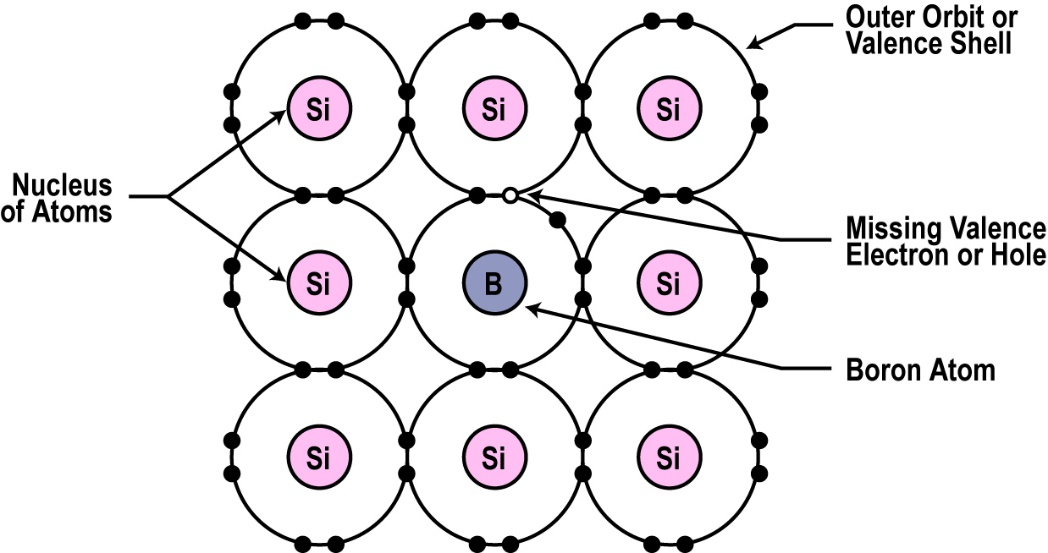 Outer Orbit or
Valence Shell
Si
Si
Si
Nucleus
of Atoms
Missing Valence
Electron or Hole
Si
B
Si
Boron Atom
Si
Si
Si